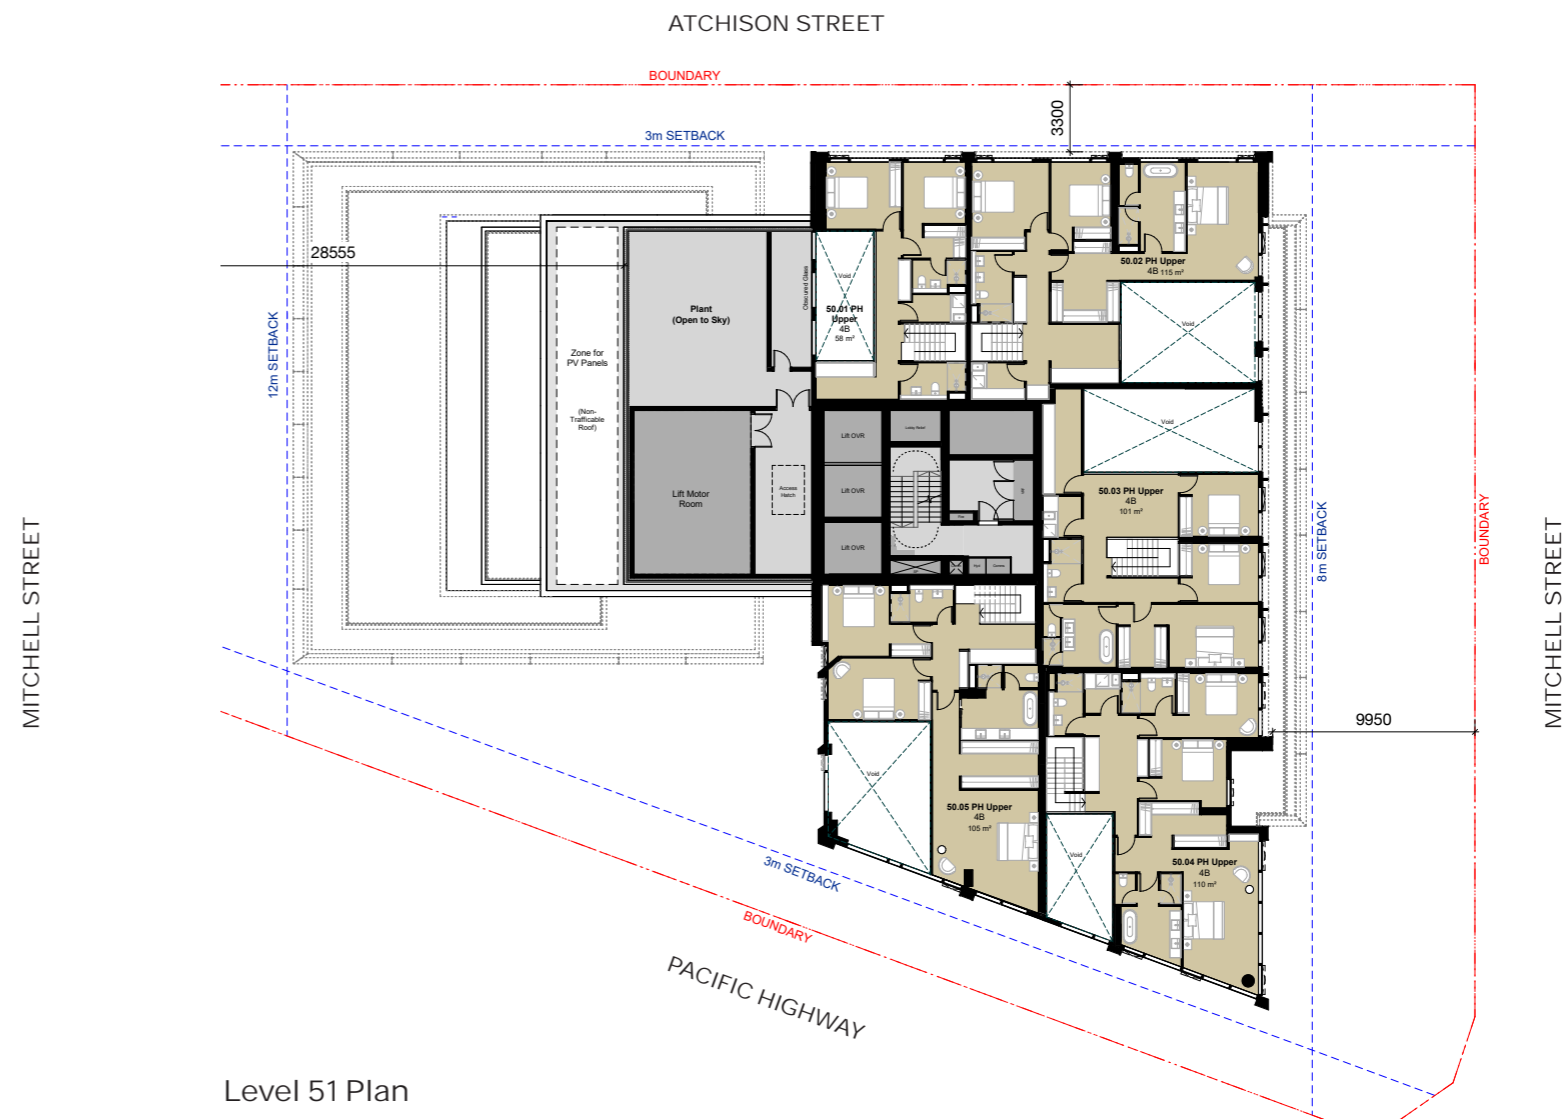 ATCHISON STREET
BOUNDARY
3300
3m SETBACK
28555
12m SETBACK
Plant
(Open to Sky)
Obscured Glass
Void
50.01 PH
Upper
4B
58 m²
50.02 PH Upper
4B 115 m²
Void
Zone for
PV Panels
(Non-
Trafficable
Roof)
Lift OVR
Void
Lift Motor
Room
Access
Hatch
Lift OVR
50.03 PH Upper
4B
101 m²
Lift OVR
8m SETBACK
BOUNDARY
MITCHELL STREET
MITCHELL STREET
9950
Void
50.05 PH Upper
4B
105 m²
Void
50.04 PH Upper
4B
110 m²
3m SETBACK
BOUNDARY
PACIFIC HIGHWAY
Level 51 Plan